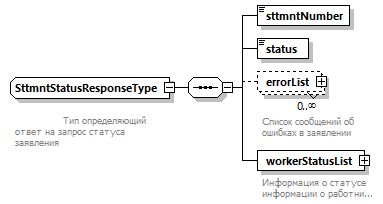 sttmntNumber
status
SttmntStatusResponseType
errorList
0..∞
Тип определяющий
ответ на запрос статуса
заявления
Список сообщений об
ошибках в заявлении
workerStatusList
Информация о статусе
информации о работни...